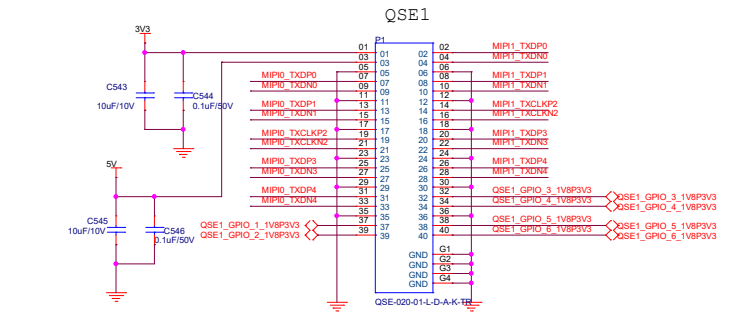 QSE1
3V3
P1
01 01 02 02 MIPI1_TXDP0
03 03 04 04 MIPI1_TXDN0
05 05 06 06
MIPI0_TXDP0 07 07 08 08 MIPI1_TXDP1
MIPI0_TXDN0 09 09 10 10 MIPI1_TXDN1
11 11 12 12
MIPI0_TXDP1 13 13 14 14 MIPI1_TXCLKP2
MIPI0_TXDN1 15 15 16 16 MIPI1_TXCLKN2
17 17 18 18
MIPI0_TXCLKP2 19 19 20 20 MIPI1_TXDP3
MIPI0_TXCLKN2 21 21 22 22 MIPI1_TXDN3
23 23 24 24
MIPI0_TXDP3 25 25 26 26 MIPI1_TXDP4
MIPI0_TXDN3 27 27 28 28 MIPI1_TXDN4
29 29 30 30
MIPI0_TXDP4 31 31 32 32 QSE1_GPIO_3_1V8P3V3 QSE1_GPIO_3_1V8P3V3
MIPI0_TXDN4 33 33 34 34 QSE1_GPIO_4_1V8P3V3 QSE1_GPIO_4_1V8P3V3
35 35 36 36
QSE1_GPIO_1_1V8P3V3 37 37 38 38 QSE1_GPIO_5_1V8P3V3 QSE1_GPIO_5_1V8P3V3
QSE1_GPIO_2_1V8P3V3 39 39 40 40 QSE1_GPIO_6_1V8P3V3 QSE1_GPIO_6_1V8P3V3
GND G1
GND G2
GND G3
GND G4
QSE-020-01-L-D-A-K-TR
C543
10uF/10V
C544
0.1uF/50V
5V
C545
10uF/10V
C546
0.1uF/50V